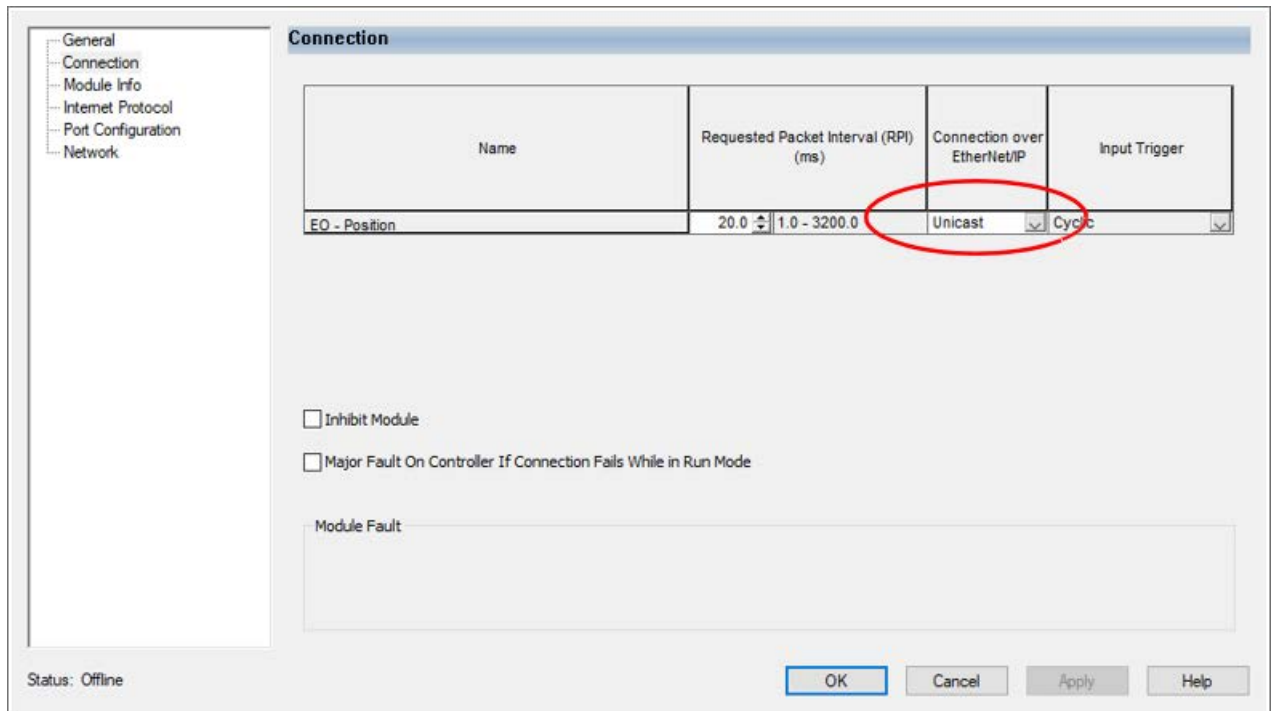 General
Connection
Module Info
Internet Protocol
Port Configuration
Network
Connection
Name
Requested Packet Interval (RPI)
(ms)
Connection over
EtherNet/IP
Input Trigger
EO - Position
20.0
1.0 - 3200.0
Unicast
Cyclic
Inhibit Module
Major Fault On Controller If Connection Fails While in Run Mode
Module Fault
Status: Offline
OK
Cancel
Apply
Help